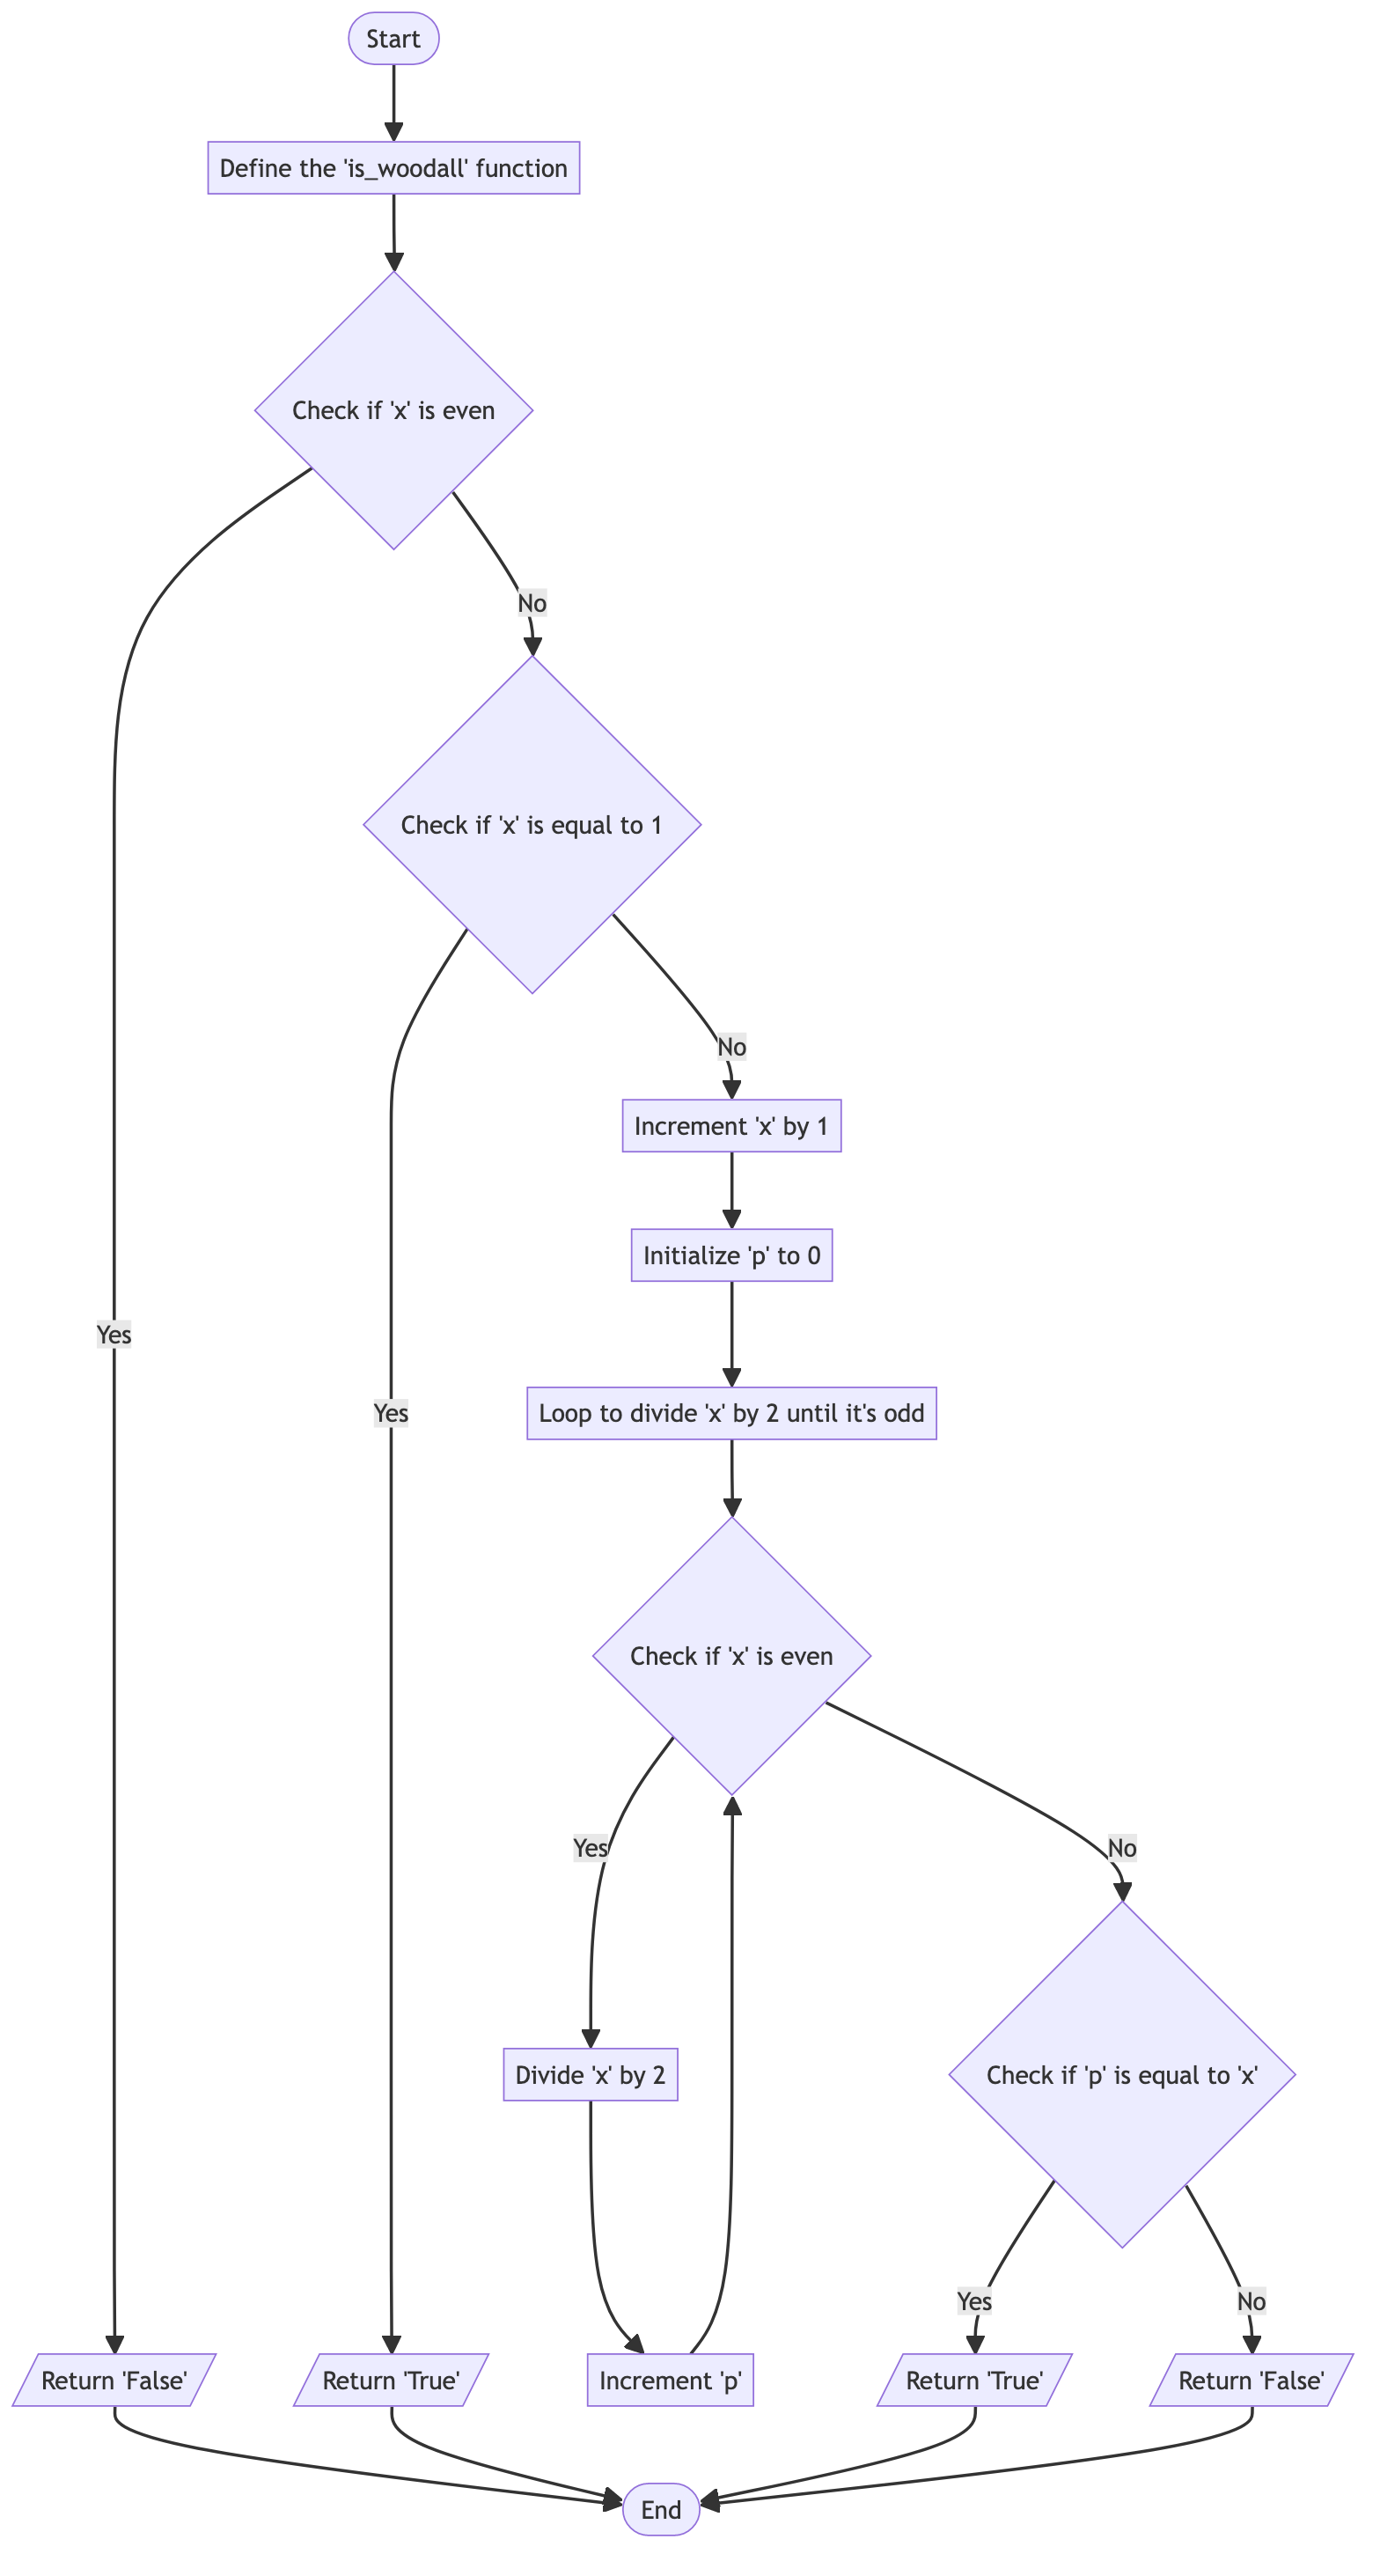 Start
Define the 'is_woodall' function
Check if 'x' is even
No
Check if 'x' is equal to 1
No
Increment 'x' by 1
Initialize 'p' to 0
Yes
Yes
Loop to divide 'x' by 2 until it's odd
Check if 'x' is even
Yes
No
Divide 'x' by 2
Check if 'p' is equal to 'x'
Yes
No
Return 'False'
Return 'True'
Increment 'p'
Return 'True'
Return 'False'
End